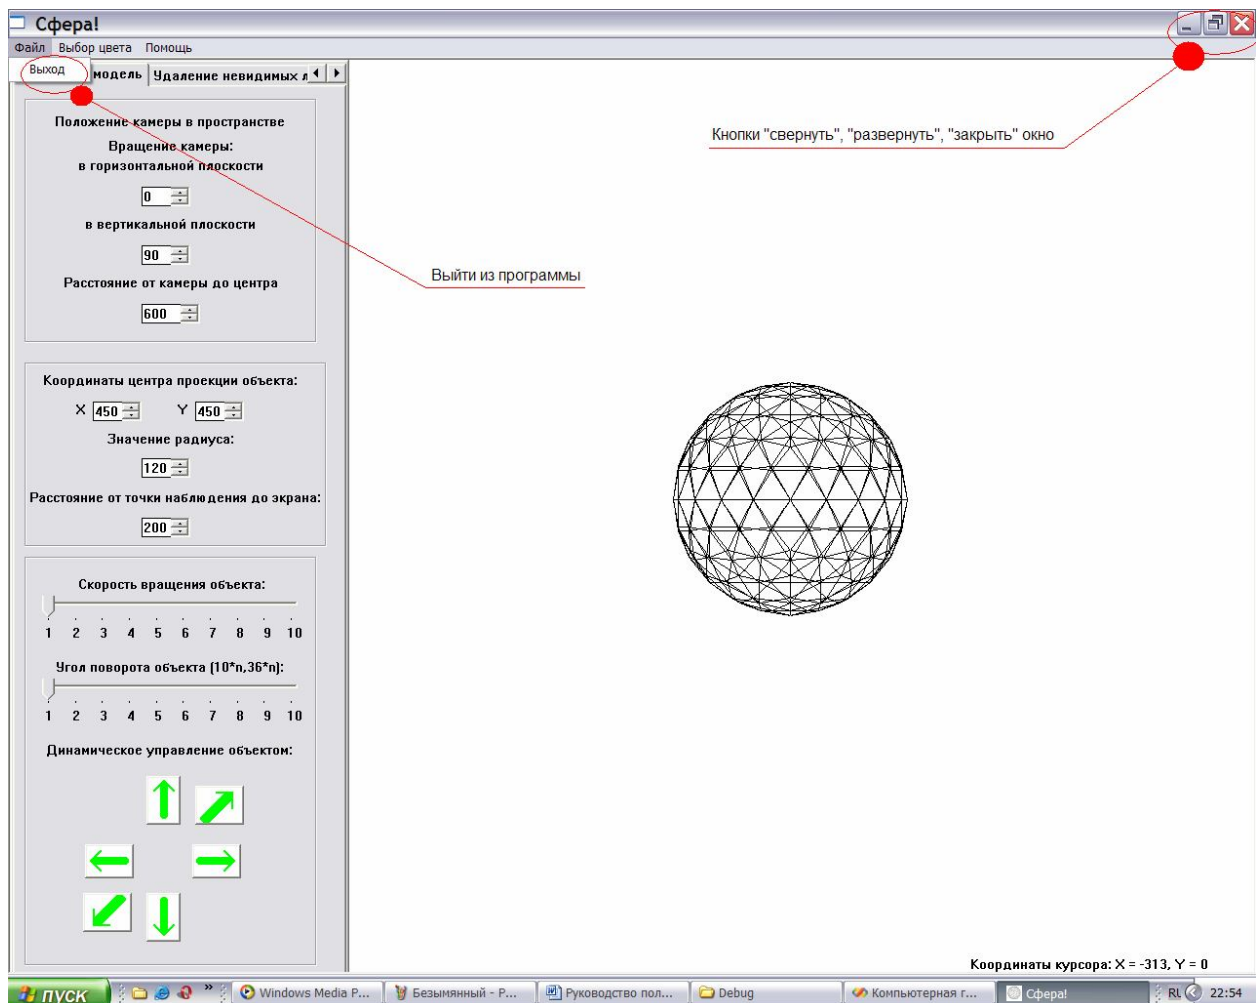 Сфера!
Файл Выбор цвета Помощь
Выход
модель Удаление невидимых л
Кнопки "свернуть", "развернуть", "закрыть" окно
Положение камеры в пространстве
Вращение камеры:
в горизонтальной плоскости
0
в вертикальной плоскости
90
Выйти из программы
Расстояние от камеры до центра
600
Координаты центра проекции объекта:
X 450 Y 450
Значение радиуса:
120
Расстояние от точки наблюдения до экрана:
200
Скорость вращения объекта:
1 2 3 4 5 6 7 8 9 10
Угол поворота объекта (10*n,36*n):
1 2 3 4 5 6 7 8 9 10
Динамическое управление объектом:
Координаты курсора: X = -313, Y = 0
пуск » Windows Media P... Безымянный - P... Руководство пол... Debug Компьютерная г... Сфера! RL 22:54